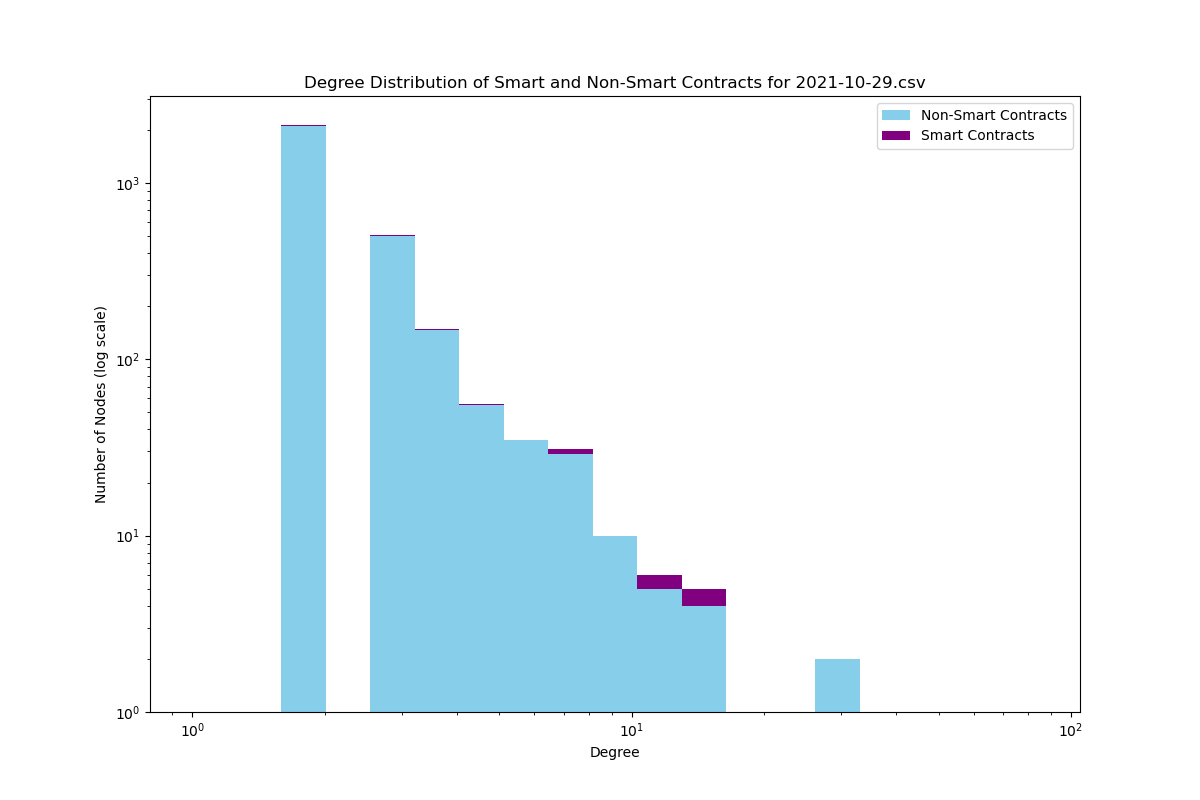 Degree Distribution of Smart and Non-Smart Contracts for 2021-10-29.csv
Non-Smart Contracts
Smart Contracts
Number of Nodes (log scale)
10³
10²
10¹
10⁰
10⁰ 10¹ 10²
Degree